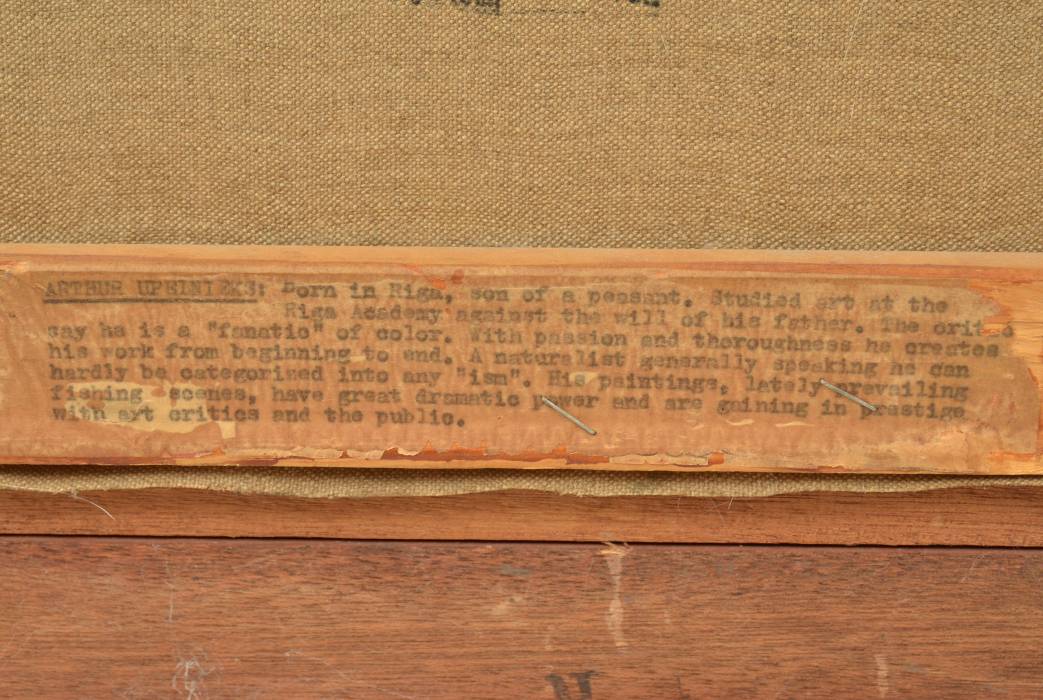 ARTHUR UPELNIEKS: Born in Riga, son of a peasant. Studied art at the
Riga Academy against the will of his father. The critics
say he is a "fanatic" of color. With passion and thoroughness he creates
his work from beginning to end. A naturalist generally speaking he can
hardly be categorized into any "ism". His paintings, lately prevailing
fishing scenes, have great dramatic power and are gaining in prestige
with art critics and the public.